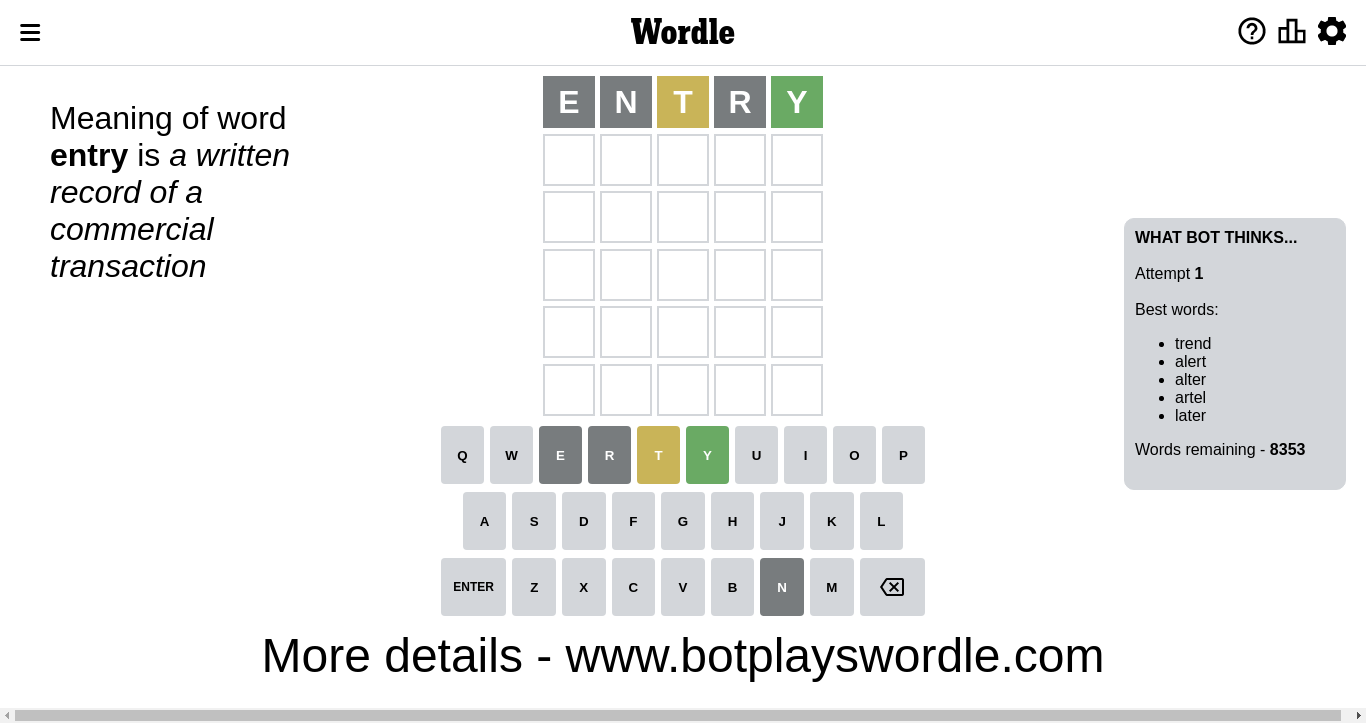 Wordle
Meaning of word
entry is a written
record of a
commercial
transaction
E N T R Y
WHAT BOT THINKS...
Attempt 1
Best words:
trend
alert
alter
artel
later
Words remaining - 8353
Q W E R T Y U I O P
A S D F G H J K L
ENTER Z X C V B N M
More details - www.botplayswordle.com